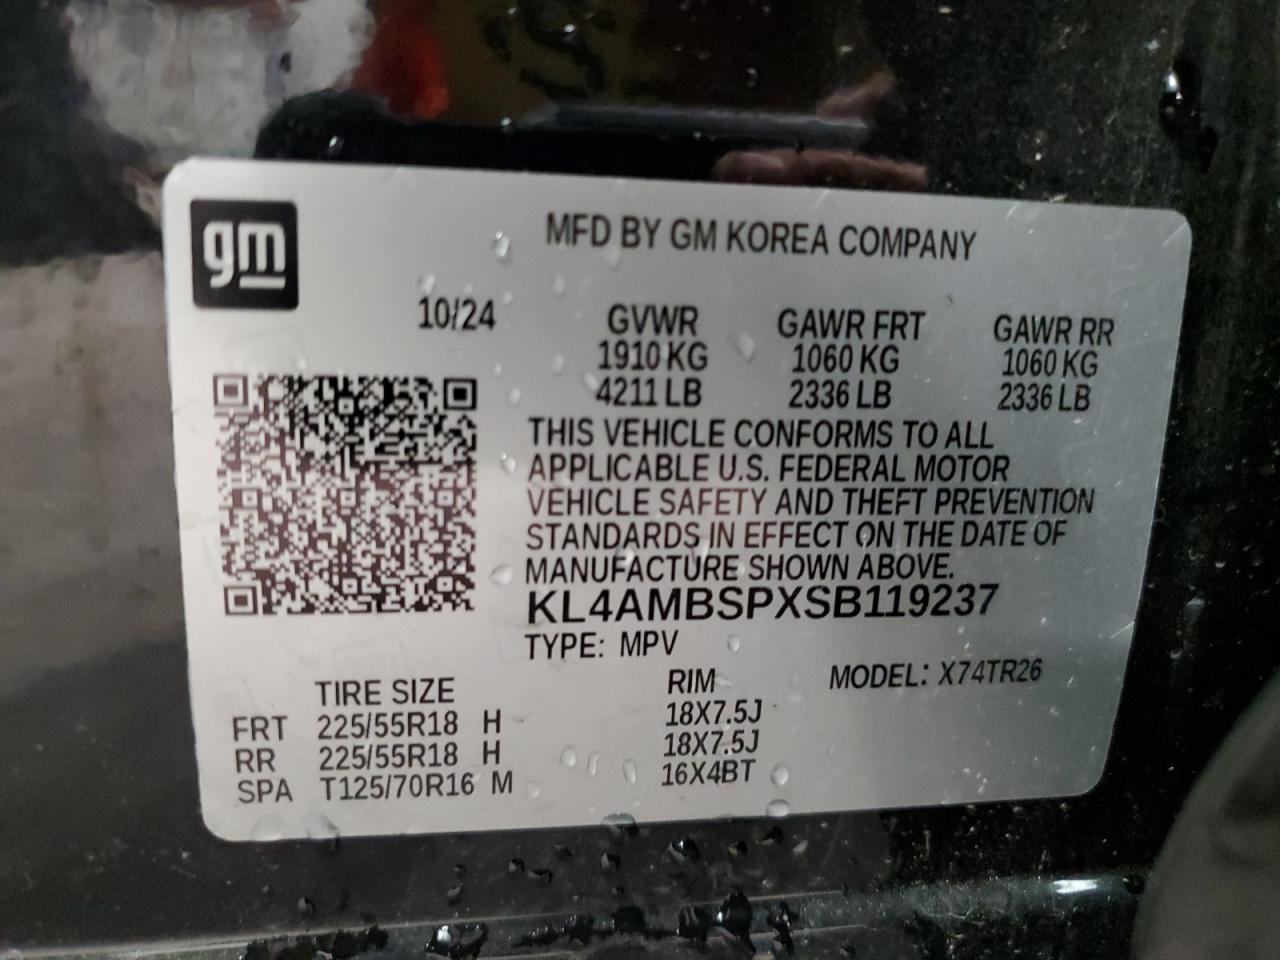 gm
MFD BY GM KOREA COMPANY
10/24 GVWR GAWR FRT GAWR RR
1910 KG 1060 KG 1060 KG
4211 LB 2336 LB 2336 LB
THIS VEHICLE CONFORMS TO ALL
APPLICABLE U.S. FEDERAL MOTOR
VEHICLE SAFETY AND THEFT PREVENTION
STANDARDS IN EFFECT ON THE DATE OF
MANUFACTURE SHOWN ABOVE.
KL4AMBSPXSB119237
TYPE: MPV
TIRE SIZE RIM MODEL: X74TR26
FRT 225/55R18 H 18X7.5J
RR 225/55R18 H 18X7.5J
SPA T125/70R16 M 16X4BT